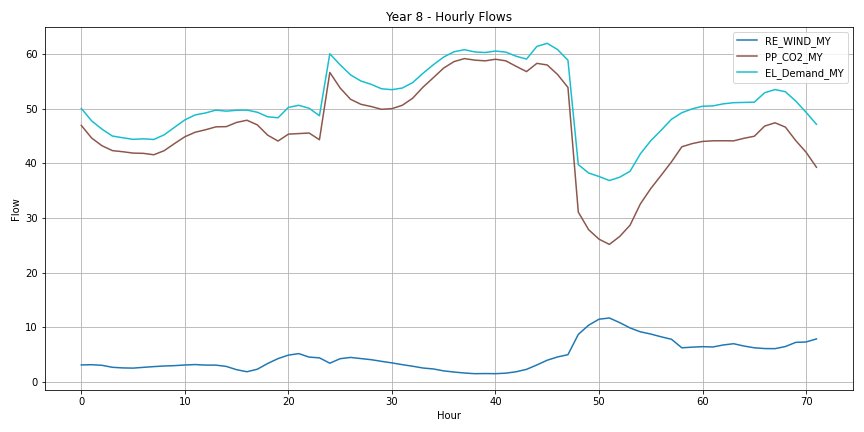 Year 8 - Hourly Flows
RE_WIND_MY
PP_CO2_MY
EL_Demand_MY
Flow
60
50
40
30
20
10
0
0 10 20 30 40 50 60 70
Hour